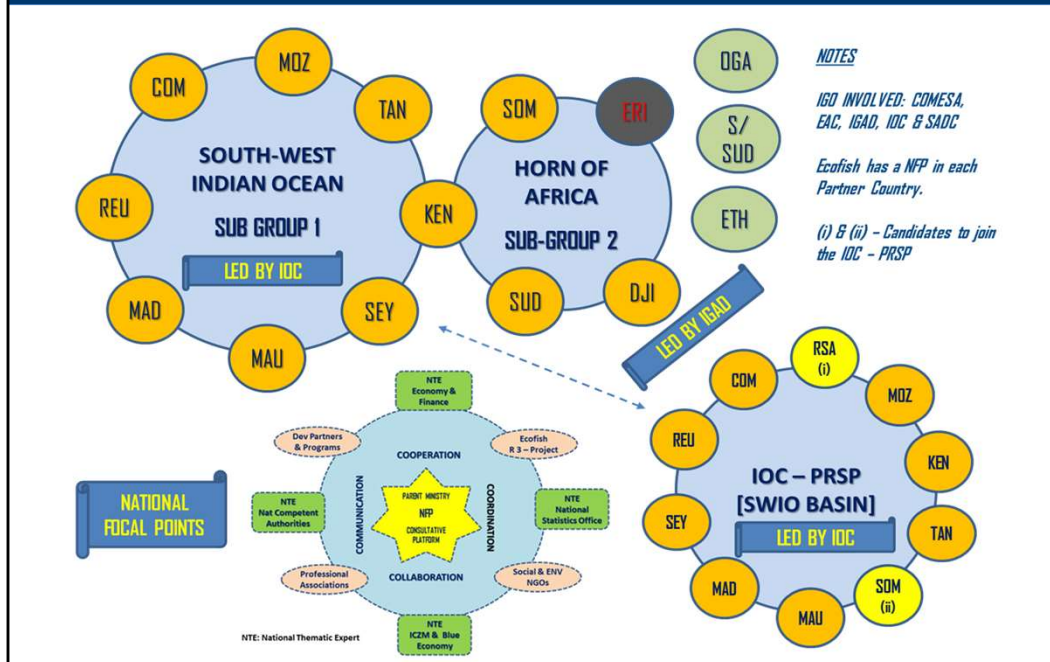 MOZ
COM
TAN
REU
KEN
SOUTH-WEST
INDIAN OCEAN
SUB GROUP 1
LED BY IOC
MAD
SEY
MAU
SOM
ERI
HORN OF
AFRICA
SUB-GROUP 2
SUD
DJI
LED BY IGAD
OGA
S/
SUD
ETH
NOTES
IGO INVOLVED: COMESA,
EAC, IGAD, IOC & SADC
Ecofish has a NFP in each
Partner Country.
(i) & (ii) – Candidates to join
the IOC – PRSP
NATIONAL
FOCAL POINTS
NTE
Economy &
Finance
Dev Partners
& Programs
Ecofish
R 3 – Project
COOPERATION
NTE
Nat Competent
Authorities
COMMUNICATION
PARENT MINISTRY
NFP
CONSULTATIVE
PLATFORM
COORDINATION
NTE
National
Statistics Office
COLLABORATION
Professional
Associations
Social & ENV
NGOs
NTE
ICZM & Blue
Economy
NTE: National Thematic Expert
RSA
(i)
COM
MOZ
REU
KEN
IOC – PRSP
[SWIO BASIN]
LED BY IOC
SEY
TAN
MAD
SOM
(ii)
MAU